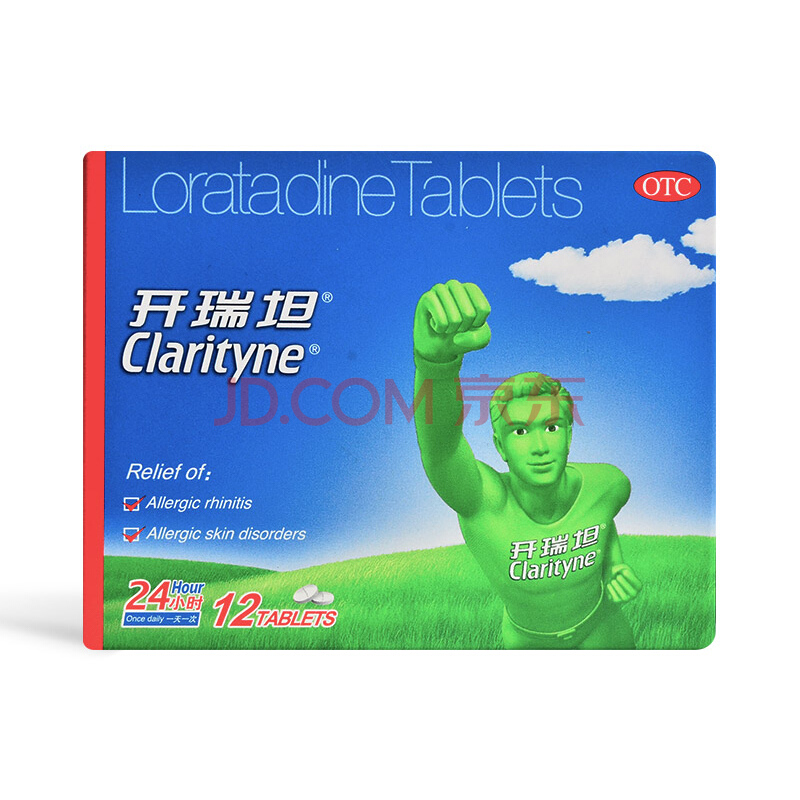 Loratadine Tablets
OTC
开瑞坦®
Clarityne®
JD.COM 京东
Relief of:
Allergic rhinitis
Allergic skin disorders
开瑞坦®
Clarityne®
24 Hour 小时
Once daily 一天一次
12 TABLETS